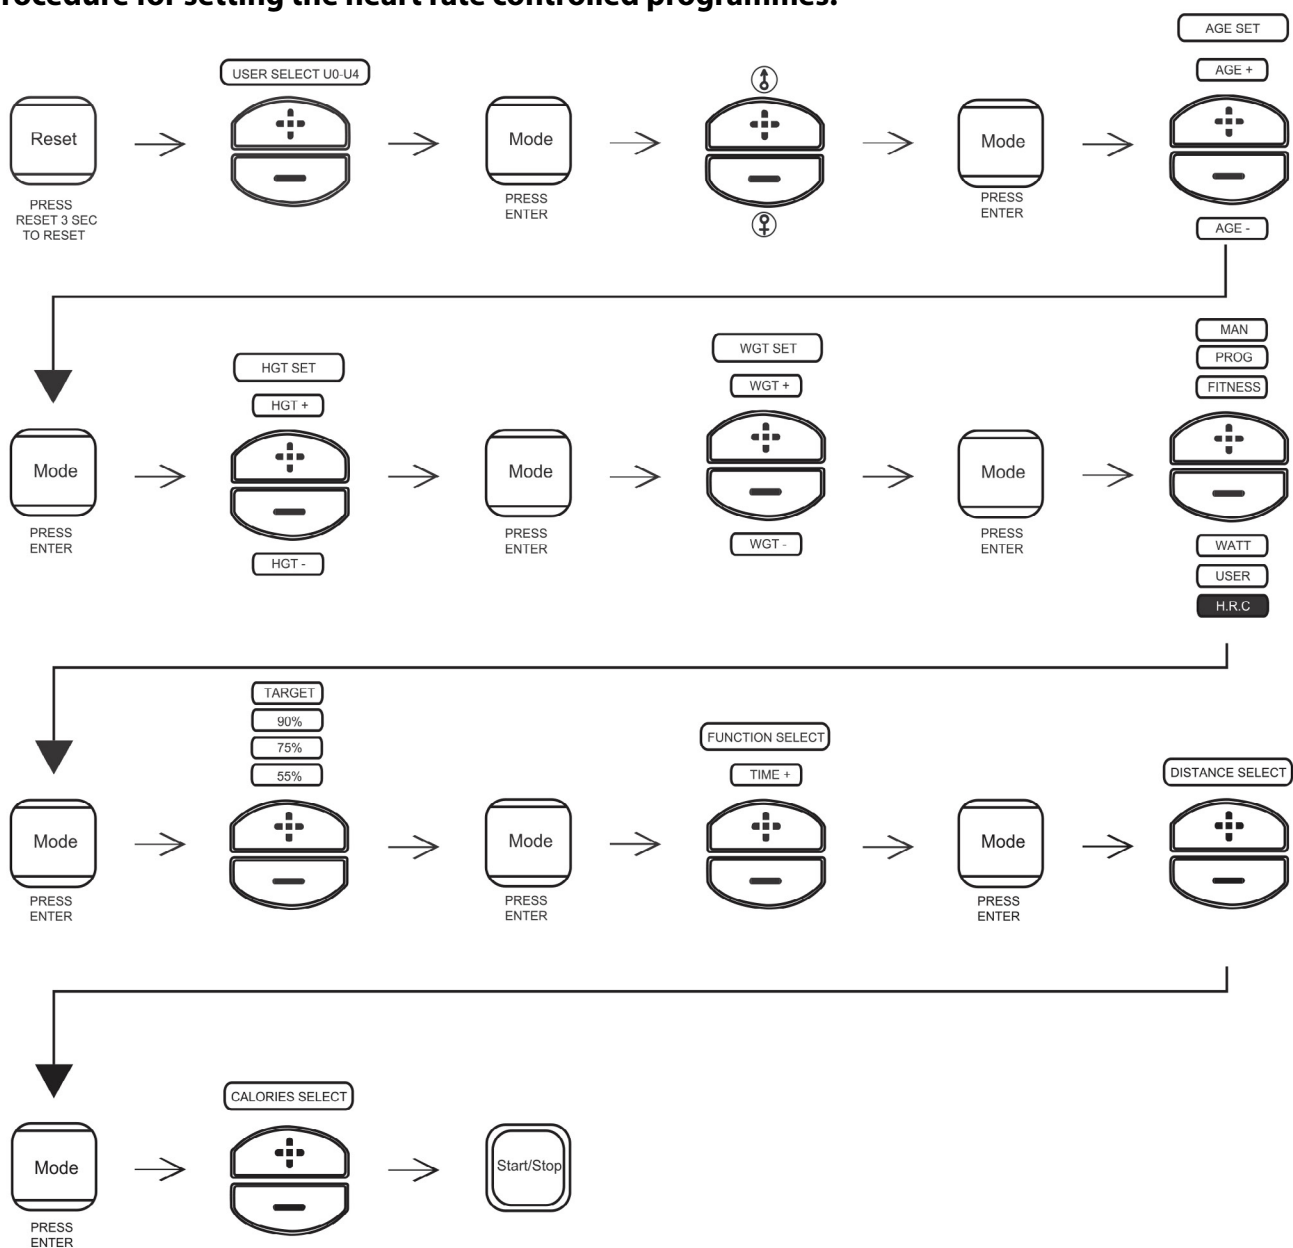 rocedure for setting the heart rate controlled programmes:
AGE SET
USER SELECT U0-U4
AGE +
Reset
Mode
Mode
PRESS
RESET 3 SEC
TO RESET
PRESS
ENTER
PRESS
ENTER
AGE -
MAN
HGT SET
WGT SET
PROG
HGT +
WGT +
FITNESS
Mode
Mode
Mode
PRESS
ENTER
PRESS
ENTER
PRESS
ENTER
HGT -
WGT -
WATT
USER
H.R.C
TARGET
90%
75%
55%
FUNCTION SELECT
TIME +
DISTANCE SELECT
Mode
Mode
Mode
PRESS
ENTER
PRESS
ENTER
PRESS
ENTER
CALORIES SELECT
Mode
Start/Stop
PRESS
ENTER